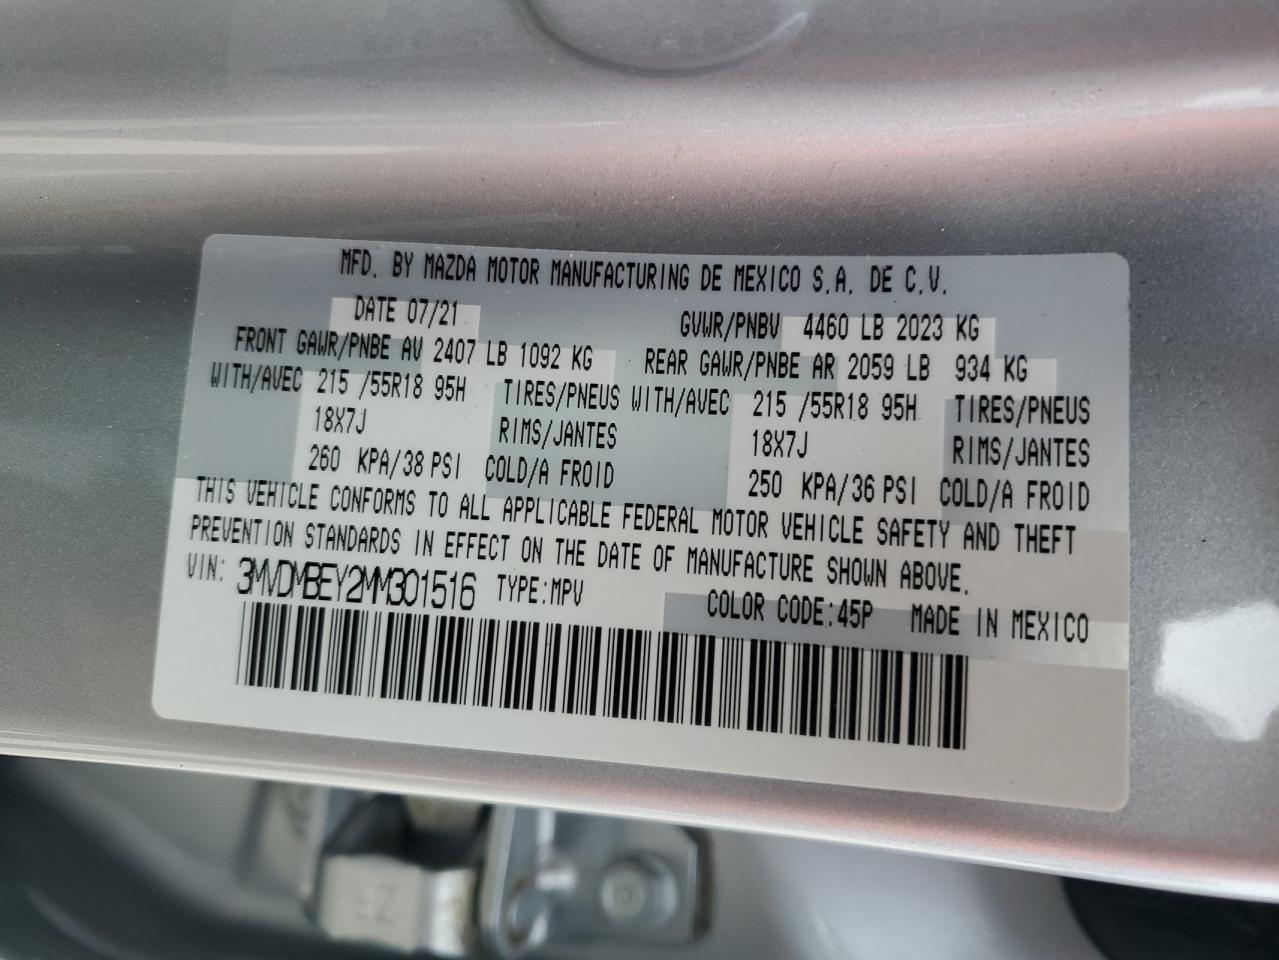 MFD. BY MAZDA MOTOR MANUFACTURING DE MEXICO S.A. DE C.V.
DATE 07/21 GVWR/PNBV 4460 LB 2023 KG
FRONT GAWR/PNBE AV 2407 LB 1092 KG REAR GAWR/PNBE AR 2059 LB 934 KG
WITH/AVEC 215 /55R18 95H TIRES/PNEUS WITH/AVEC 215 /55R18 95H TIRES/PNEUS
18X7J RIMS/JANTES 18X7J RIMS/JANTES
260 KPA/38 PSI COLD/A FROID 250 KPA/36 PSI COLD/A FROID
THIS VEHICLE CONFORMS TO ALL APPLICABLE FEDERAL MOTOR VEHICLE SAFETY AND THEFT
PREVENTION STANDARDS IN EFFECT ON THE DATE OF MANUFACTURE SHOWN ABOVE.
VIN: 3MVDMBEY2MM301516 TYPE:MPV COLOR CODE:45P MADE IN MEXICO